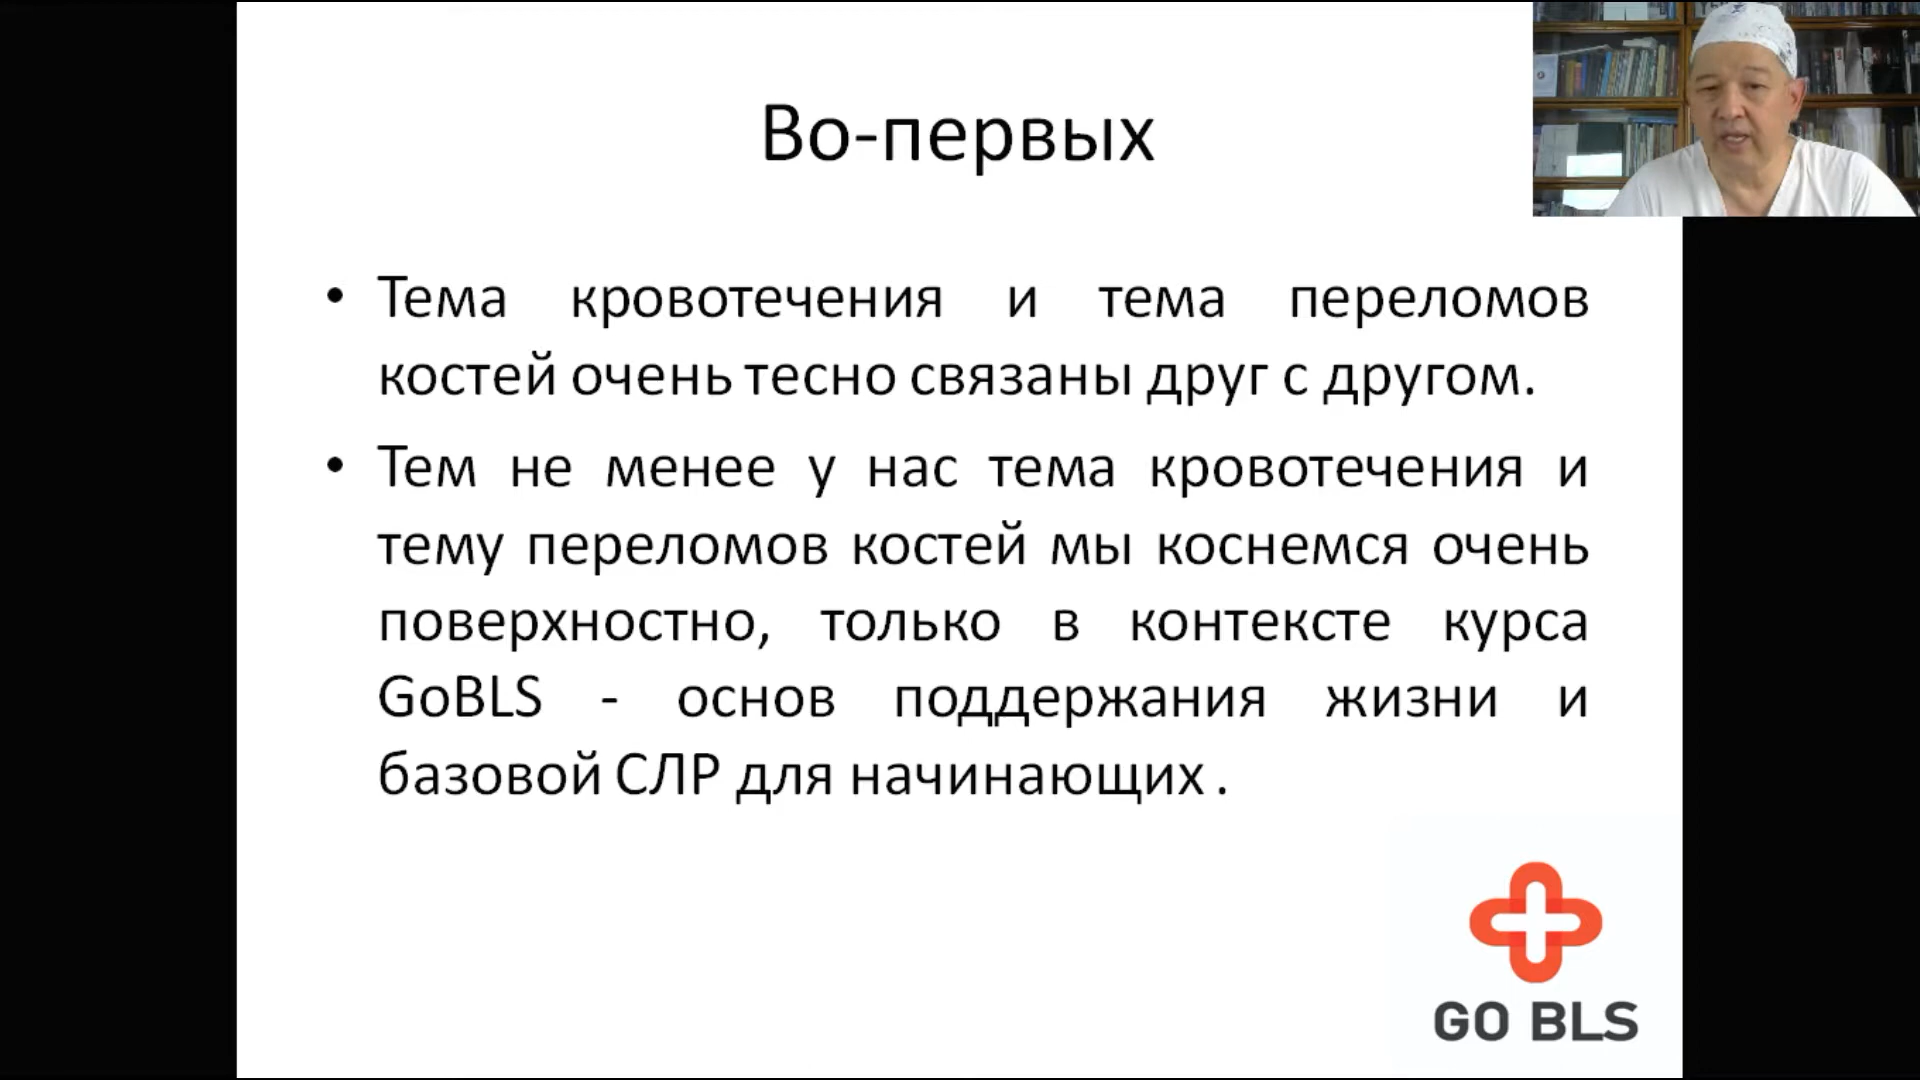 Во-первых
• Тема кровотечения и тема переломов
костей очень тесно связаны друг с другом.
• Тем не менее у нас тема кровотечения и
тему переломов костей мы коснемся очень
поверхностно, только в контексте курса
GoBLS - основ поддержания жизни и
базовой СЛР для начинающих .
GO BLS